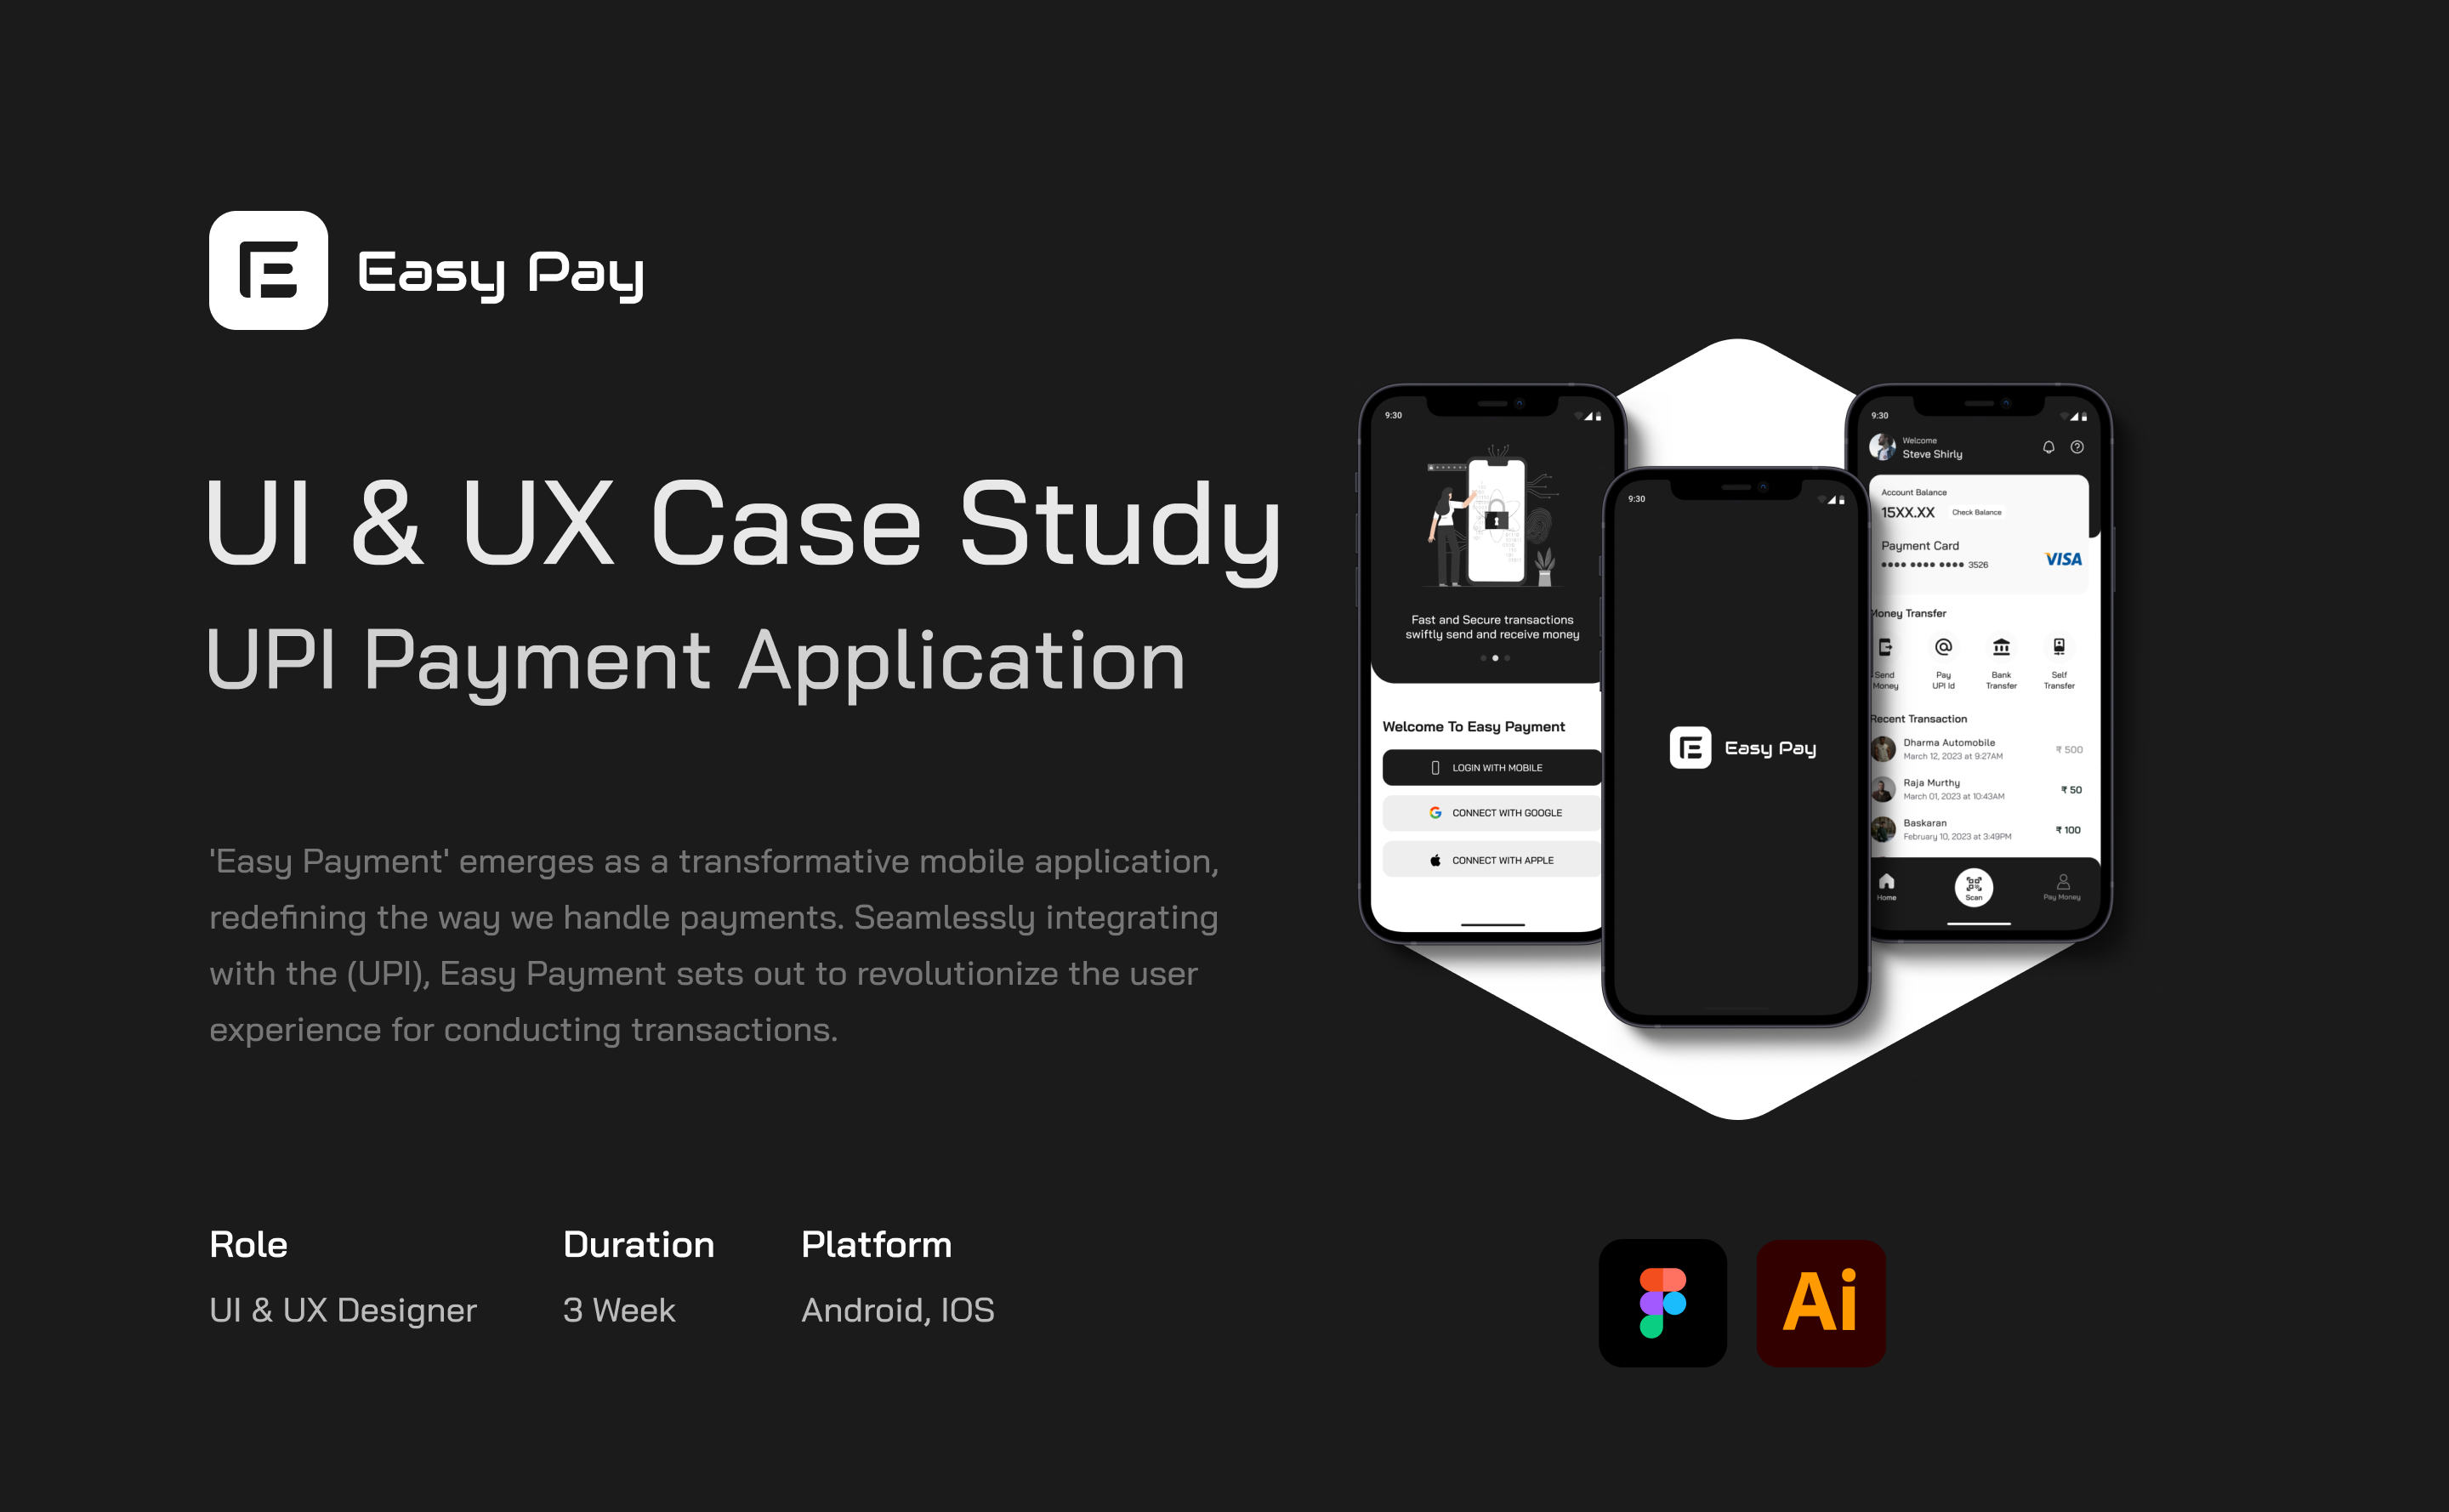 Easy Pay
UI & UX Case Study
UPI Payment Application
'Easy Payment' emerges as a transformative mobile application,
redefining the way we handle payments. Seamlessly integrating
with the (UPI), Easy Payment sets out to revolutionize the user
experience for conducting transactions.
Role
UI & UX Designer
Duration
3 Week
Platform
Android, IOS
9:30
Fast and Secure transactions
swiftly send and receive money
Welcome To Easy Payment
LOGIN WITH MOBILE
CONNECT WITH GOOGLE
CONNECT WITH APPLE
9:30
Easy Pay
9:30
Welcome
Steve Shirly
Account Balance
15XX.XX Check Balance
Payment Card
•••• •••• •••• 3526
VISA
Money Transfer
Send
Money
Pay
UPI Id
Bank
Transfer
Self
Transfer
Recent Transaction
Dharma Automobile
March 12, 2023 at 9:27AM
₹ 500
Raja Murthy
March 01, 2023 at 10:43AM
₹ 50
Baskaran
February 10, 2023 at 3:49PM
₹ 100
Home
Scan
Pay Money
Ai